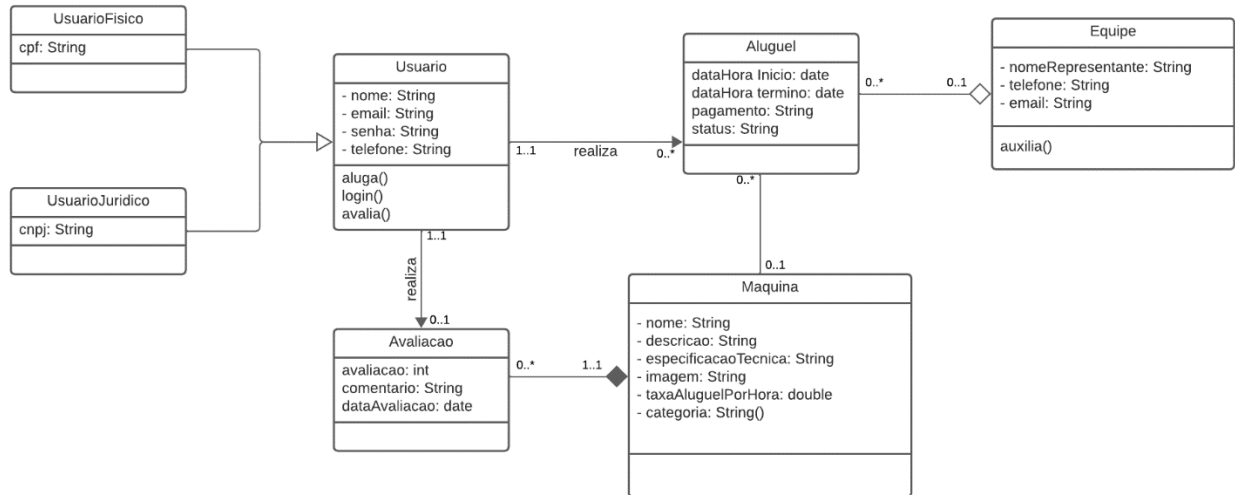 UsuarioFisico
cpf: String
UsuarioJuridico
cnpj: String
Usuario
- nome: String
- email: String
- senha: String
- telefone: String
aluga()
login()
avalia()
1..1
realiza
0..*
1..1
realiza
0..1
Aluguel
dataHora Inicio: date
dataHora termino: date
pagamento: String
status: String
0..*
0..1
Equipe
- nomeRepresentante: String
- telefone: String
- email: String
auxilia()
0..*
0..1
Avaliacao
avaliacao: int
comentario: String
dataAvaliacao: date
0..*
1..1
Maquina
- nome: String
- descricao: String
- especificacaoTecnica: String
- imagem: String
- taxaAluguelPorHora: double
- categoria: String()